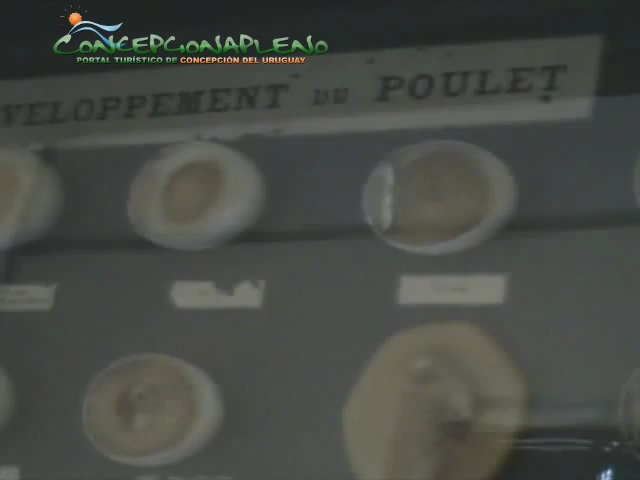 CONCEPCIONAPLENO
PORTAL TURÍSTICO DE CONCEPCIÓN DEL URUGUAY
VELOPPEMENT DU POULET